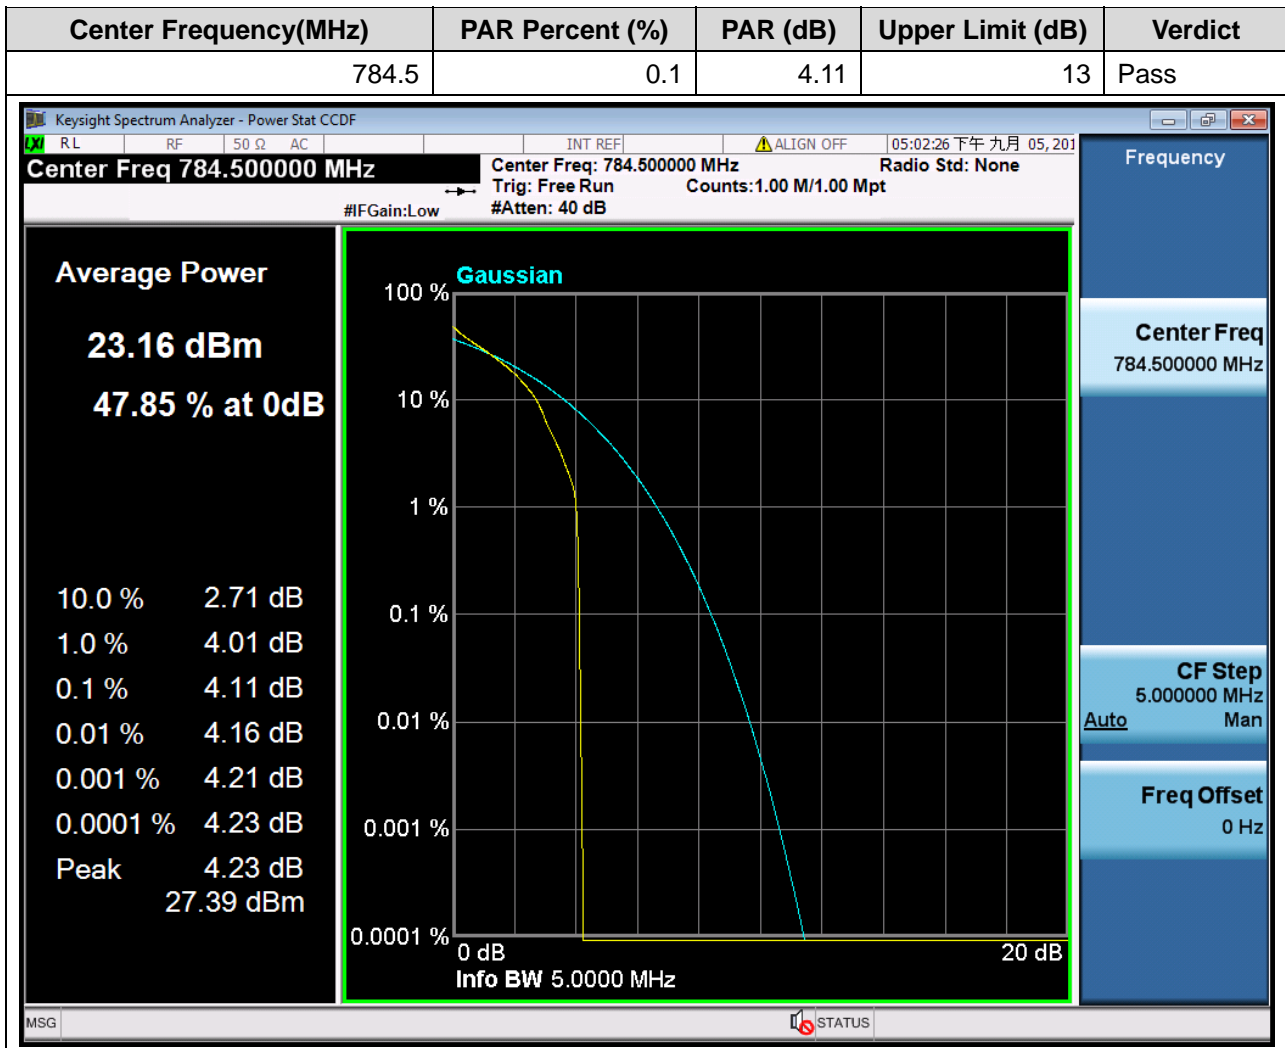 Center Frequency(MHz) PAR Percent (%) PAR (dB) Upper Limit (dB) Verdict
784.5 0.1 4.11 13 Pass
Keysight Spectrum Analyzer - Power Stat CCDF
LXI RL RF 50 Ω AC INT REF ALIGN OFF 05:02:26 下午 九月 05, 201
Center Freq 784.500000 MHz
Center Freq: 784.500000 MHz Radio Std: None
Trig: Free Run Counts:1.00 M/1.00 Mpt
#IFGain:Low #Atten: 40 dB
Average Power
23.16 dBm
47.85 % at 0dB
10.0 % 2.71 dB
1.0 % 4.01 dB
0.1 % 4.11 dB
0.01 % 4.16 dB
0.001 % 4.21 dB
0.0001 % 4.23 dB
Peak 4.23 dB
27.39 dBm
Gaussian
100 %
10 %
1 %
0.1 %
0.01 %
0.001 %
0.0001 %
0 dB 20 dB
Info BW 5.0000 MHz
Frequency
Center Freq
784.500000 MHz
CF Step
5.000000 MHz
Auto Man
Freq Offset
0 Hz
MSG STATUS